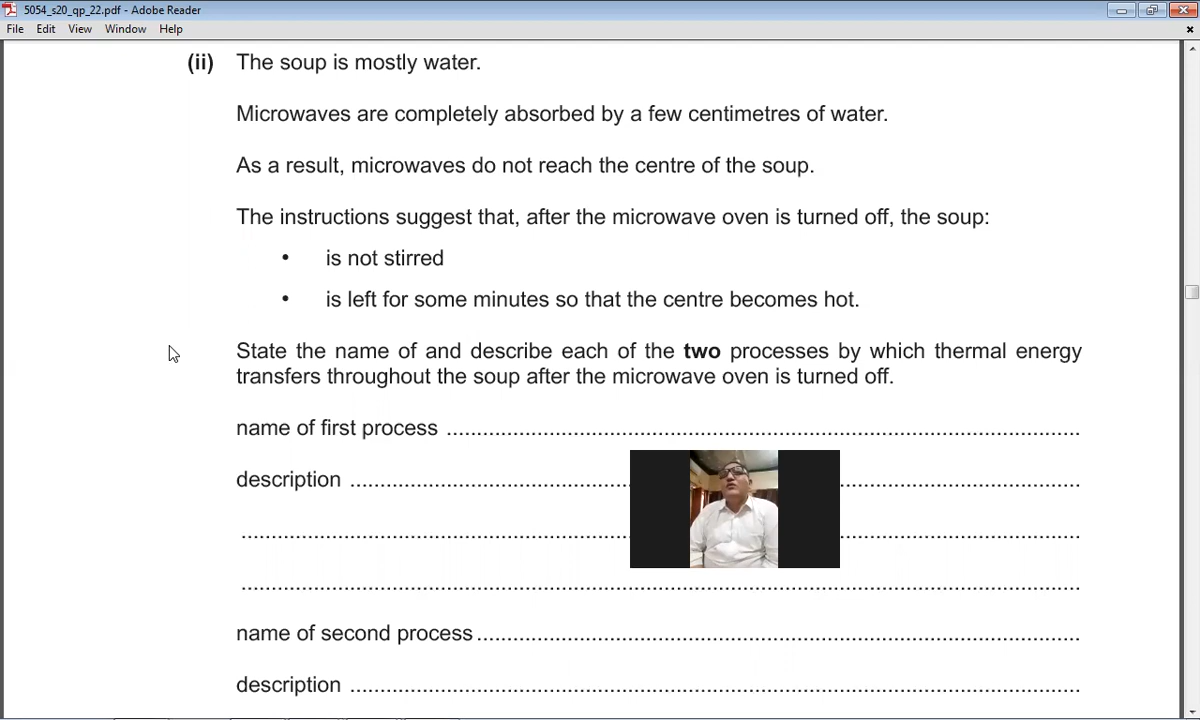 5054_s20_qp_22.pdf - Adobe Reader
File Edit View Window Help
(ii) The soup is mostly water.
Microwaves are completely absorbed by a few centimetres of water.
As a result, microwaves do not reach the centre of the soup.
The instructions suggest that, after the microwave oven is turned off, the soup:
• is not stirred
• is left for some minutes so that the centre becomes hot.
State the name of and describe each of the two processes by which thermal energy
transfers throughout the soup after the microwave oven is turned off.
name of first process
description
name of second process
description